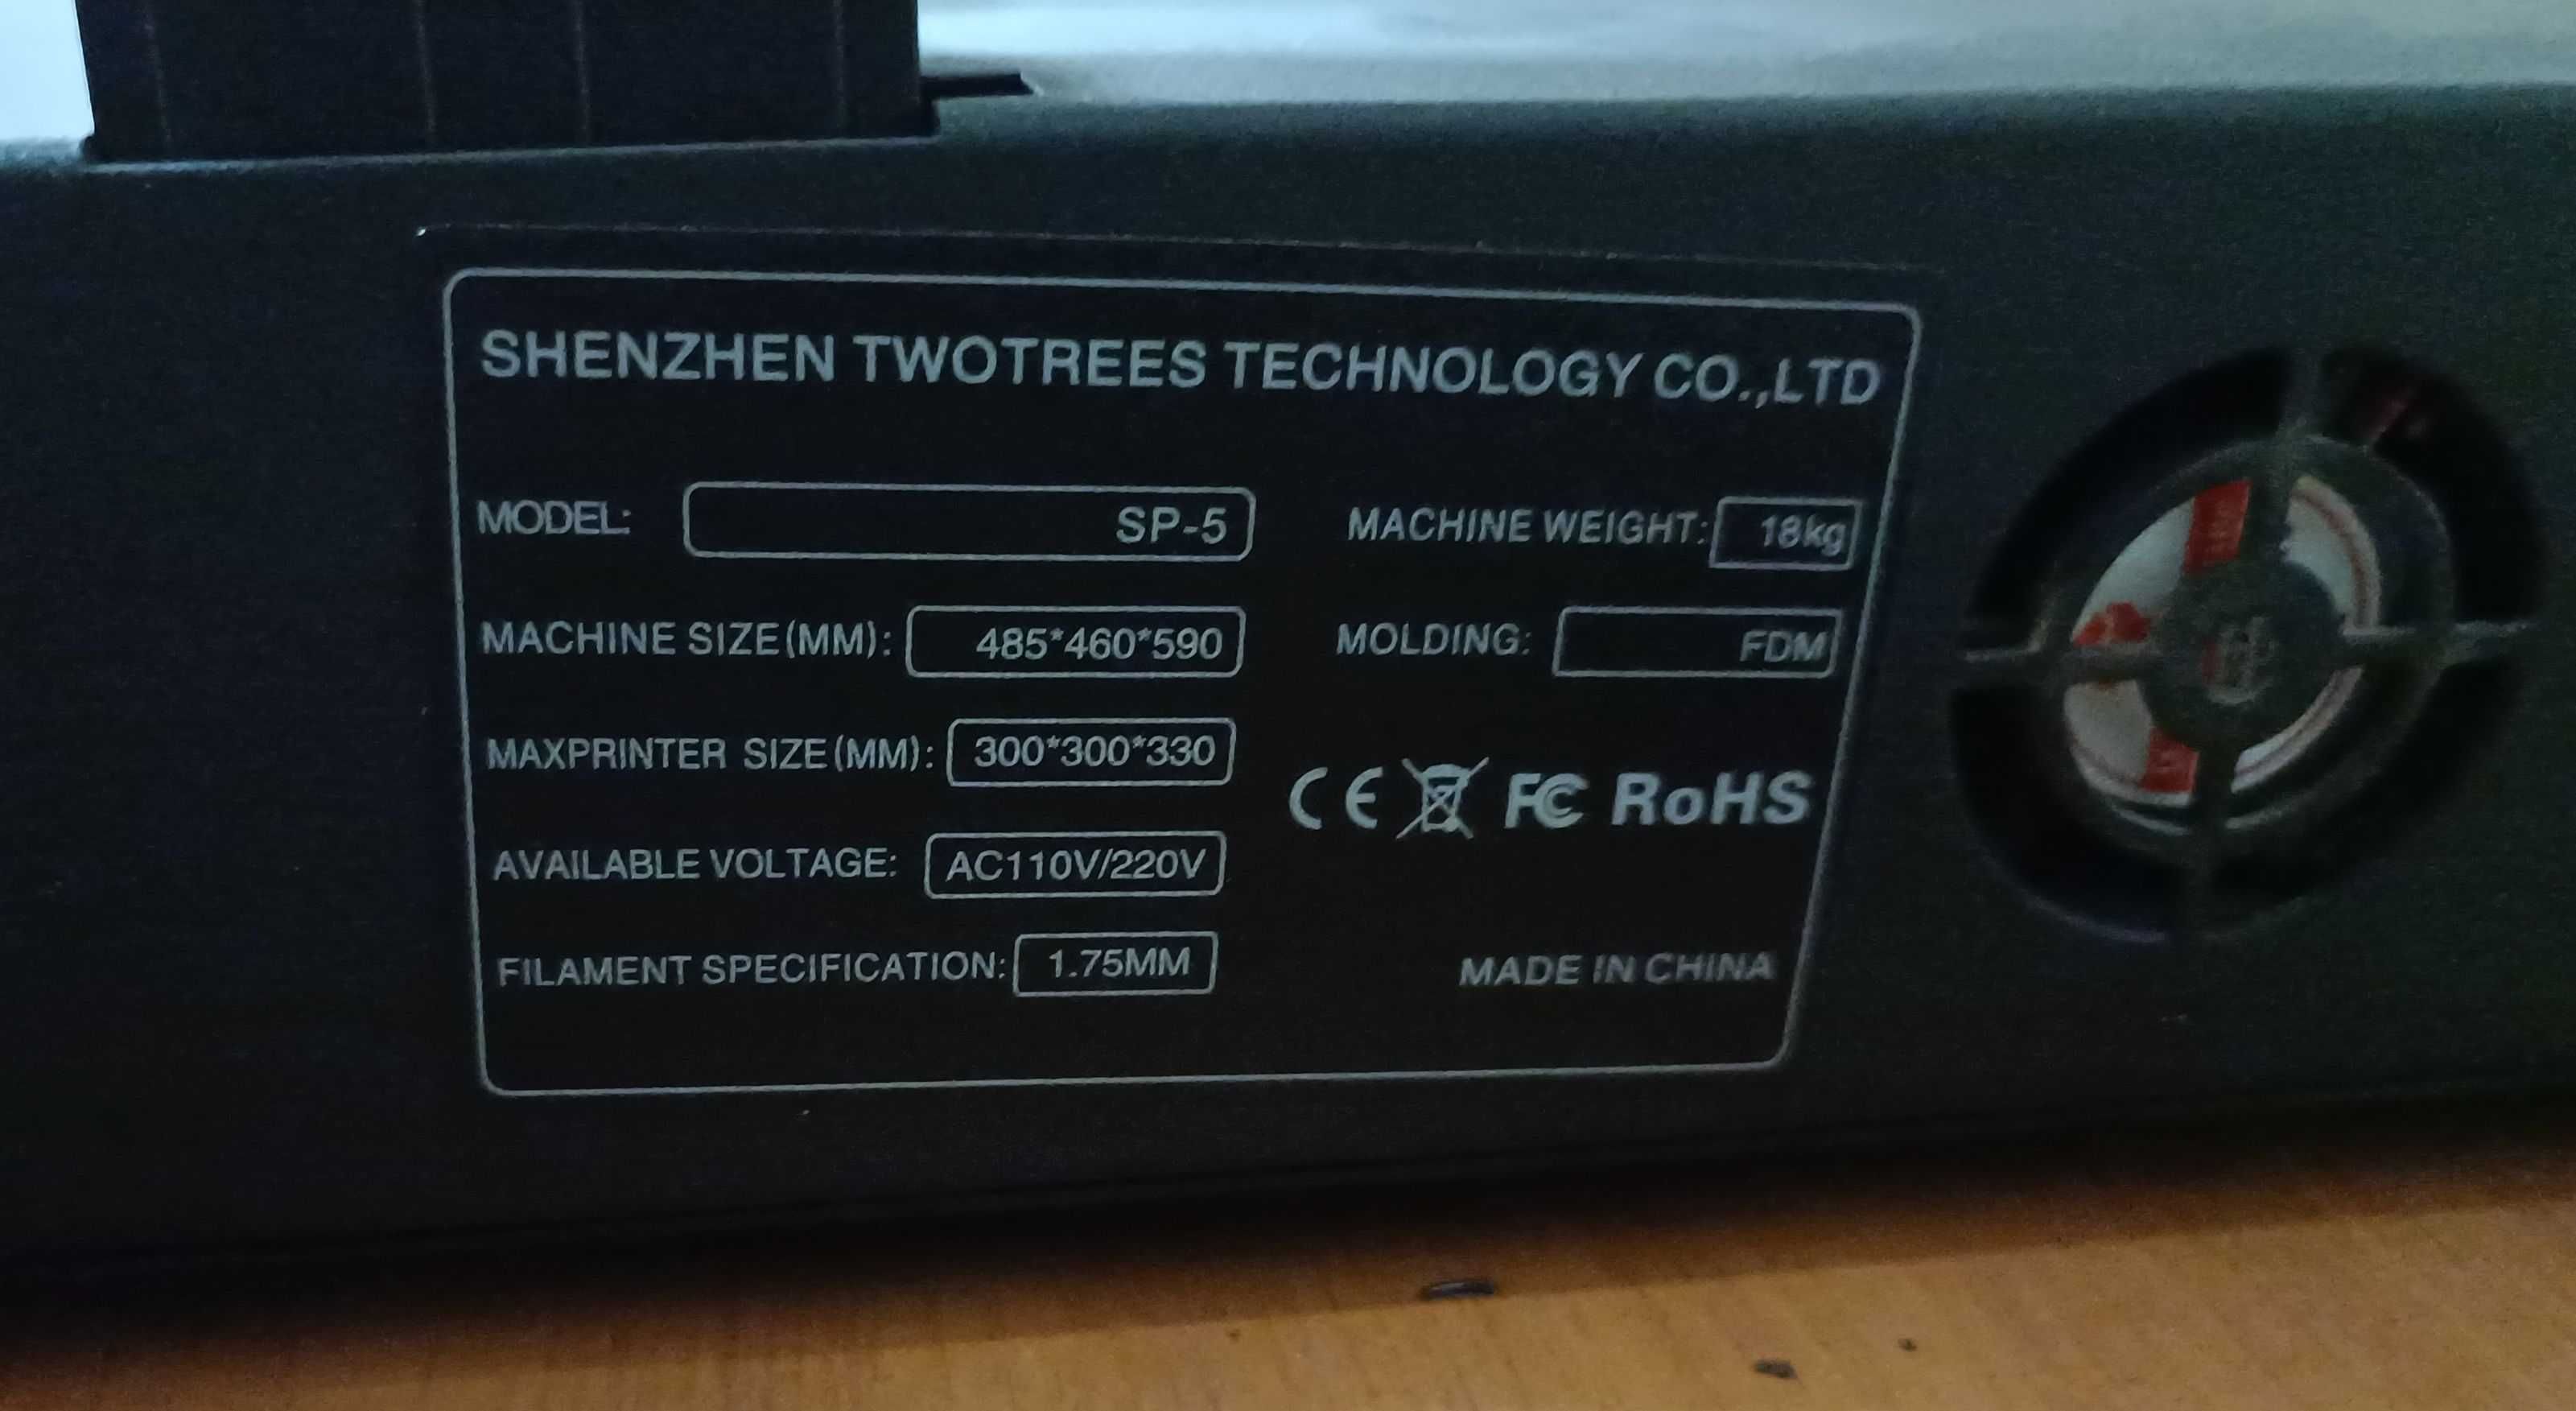 SHENZHEN TWOTREES TECHNOLOGY CO.,LTD
MODEL: SP-5 MACHINE WEIGHT: 18kg
MACHINE SIZE(MM): 485*460*590 MOLDING: FDM
MAXPRINTER SIZE(MM): 300*300*330
CE FC RoHS
AVAILABLE VOLTAGE: AC110V/220V
FILAMENT SPECIFICATION: 1.75MM MADE IN CHINA